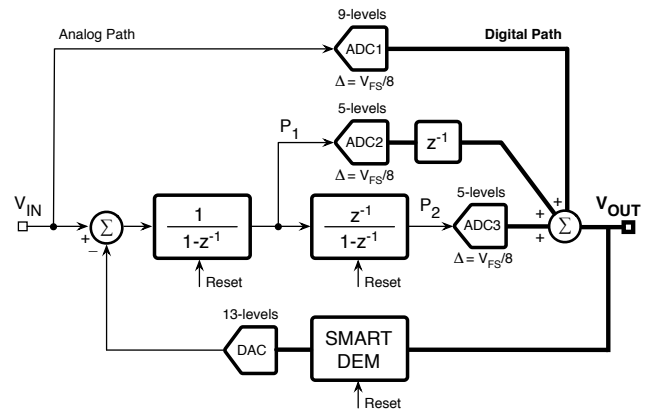 9-levels
Analog Path
ADC1
Digital Path
Δ = V_FS/8
5-levels
P_1
ADC2
z^-1
Δ = V_FS/8
5-levels
V_IN
+
−
Σ
1
1-z^-1
z^-1
1-z^-1
P_2
ADC3
+
+
+
Σ
V_OUT
Δ = V_FS/8
Reset
Reset
13-levels
DAC
SMART
DEM
Reset